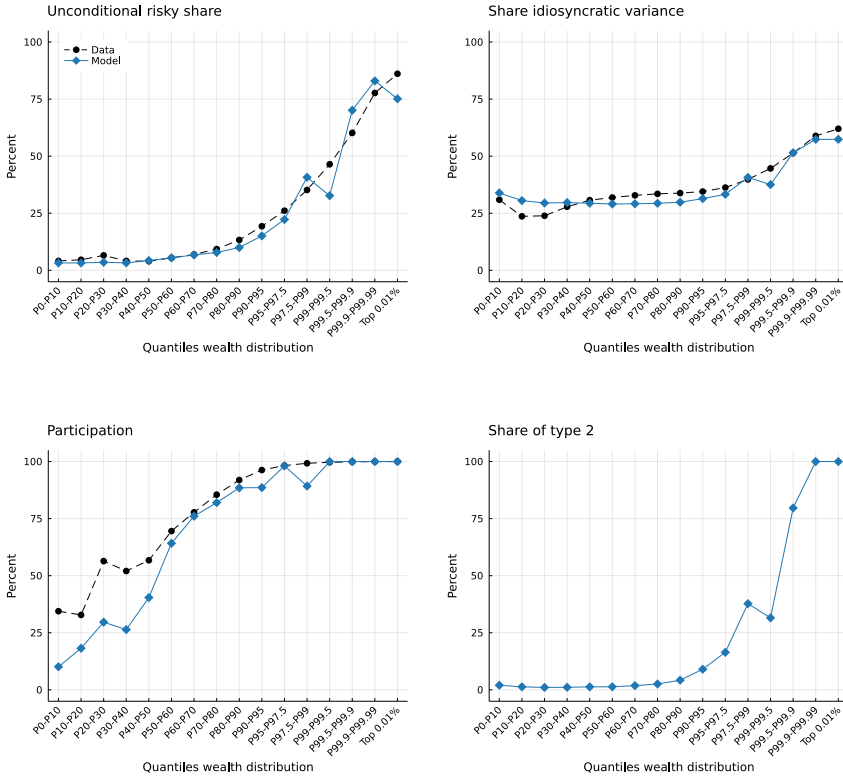 Unconditional risky share
Percent
100
75
50
25
0
Data
Model
P0-P10
P10-P20
P20-P30
P30-P40
P40-P50
P50-P60
P60-P70
P70-P80
P80-P90
P90-P95
P95-P97.5
P97.5-P99
P99-P99.5
P99.5-P99.9
P99.9-P99.99
Top 0.01%
Quantiles wealth distribution
Share idiosyncratic variance
Percent
100
75
50
25
0
P0-P10
P10-P20
P20-P30
P30-P40
P40-P50
P50-P60
P60-P70
P70-P80
P80-P90
P90-P95
P95-P97.5
P97.5-P99
P99-P99.5
P99.5-P99.9
P99.9-P99.99
Top 0.01%
Quantiles wealth distribution
Participation
Percent
100
75
50
25
0
P0-P10
P10-P20
P20-P30
P30-P40
P40-P50
P50-P60
P60-P70
P70-P80
P80-P90
P90-P95
P95-P97.5
P97.5-P99
P99-P99.5
P99.5-P99.9
P99.9-P99.99
Top 0.01%
Quantiles wealth distribution
Share of type 2
Percent
100
75
50
25
0
P0-P10
P10-P20
P20-P30
P30-P40
P40-P50
P50-P60
P60-P70
P70-P80
P80-P90
P90-P95
P95-P97.5
P97.5-P99
P99-P99.5
P99.5-P99.9
P99.9-P99.99
Top 0.01%
Quantiles wealth distribution